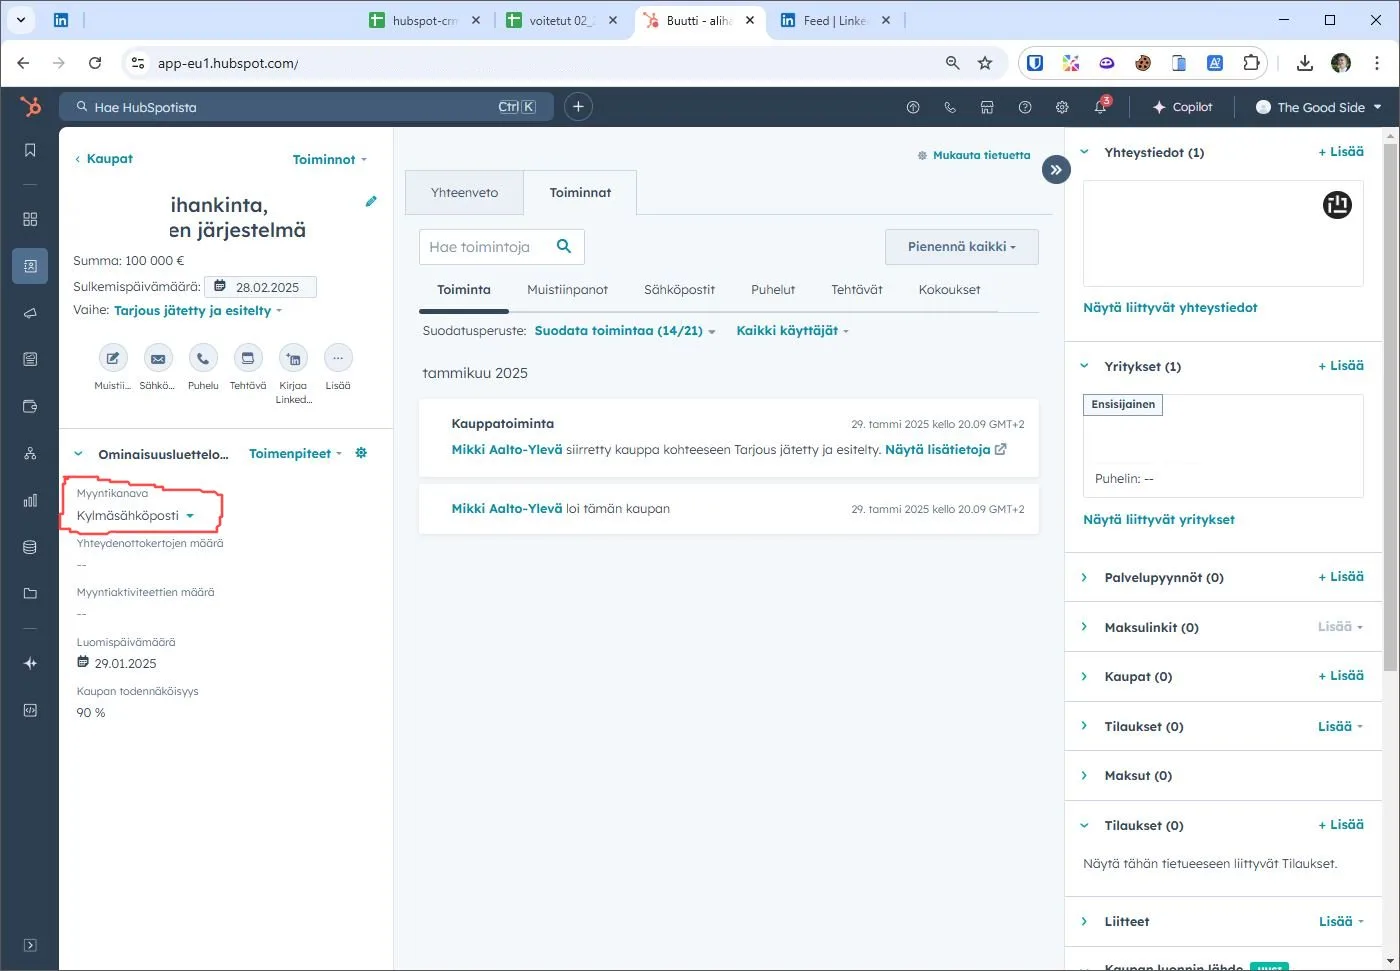 hubspot-crm
voitetut 02_2
Buutti - aliha
Feed | Linke
app-eu1.hubspot.com/
Hae HubSpotista
Ctrl K
3
Copilot
The Good Side
Kaupat
Toiminnot
ihankinta,
en järjestelmä
Summa: 100 000 €
Sulkemispäivämäärä: 28.02.2025
Vaihe: Tarjous jätetty ja esitelty
Muistii...
Sähkö...
Puhelu
Tehtävä
Kirjaa
Linked...
Lisää
Ominaisuusluettelo...
Toimenpiteet
Myyntikanava
Kylmäsähköposti
Yhteydenottokertojen määrä
--
Myyntiaktiviteettien määrä
--
Luomispäivämäärä
29.01.2025
Kaupan todennäköisyys
90 %
Mukauta tietuetta
Yhteenveto
Toiminnat
Hae toimintoja
Pienennä kaikki
Toiminta
Muistiinpanot
Sähköpostit
Puhelut
Tehtävät
Kokoukset
Suodatusperuste: Suodata toimintaa (14/21) Kaikki käyttäjät
tammikuu 2025
Kauppatoiminta
29. tammi 2025 kello 20.09 GMT+2
Mikki Aalto-Ylevä siirretty kauppa kohteeseen Tarjous jätetty ja esitelty. Näytä lisätietoja
Mikki Aalto-Ylevä loi tämän kaupan
29. tammi 2025 kello 20.09 GMT+2
Yhteystiedot (1)
+ Lisää
Näytä liittyvät yhteystiedot
Yritykset (1)
+ Lisää
Ensisijainen
Puhelin: --
Näytä liittyvät yritykset
Palvelupyynnöt (0)
+ Lisää
Maksulinkit (0)
Lisää
Kaupat (0)
+ Lisää
Tilaukset (0)
Lisää
Maksut (0)
Tilaukset (0)
+ Lisää
Näytä tähän tietueeseen liittyvät Tilaukset.
Liitteet
Lisää
Kaupan luonnin lähde
UUSI